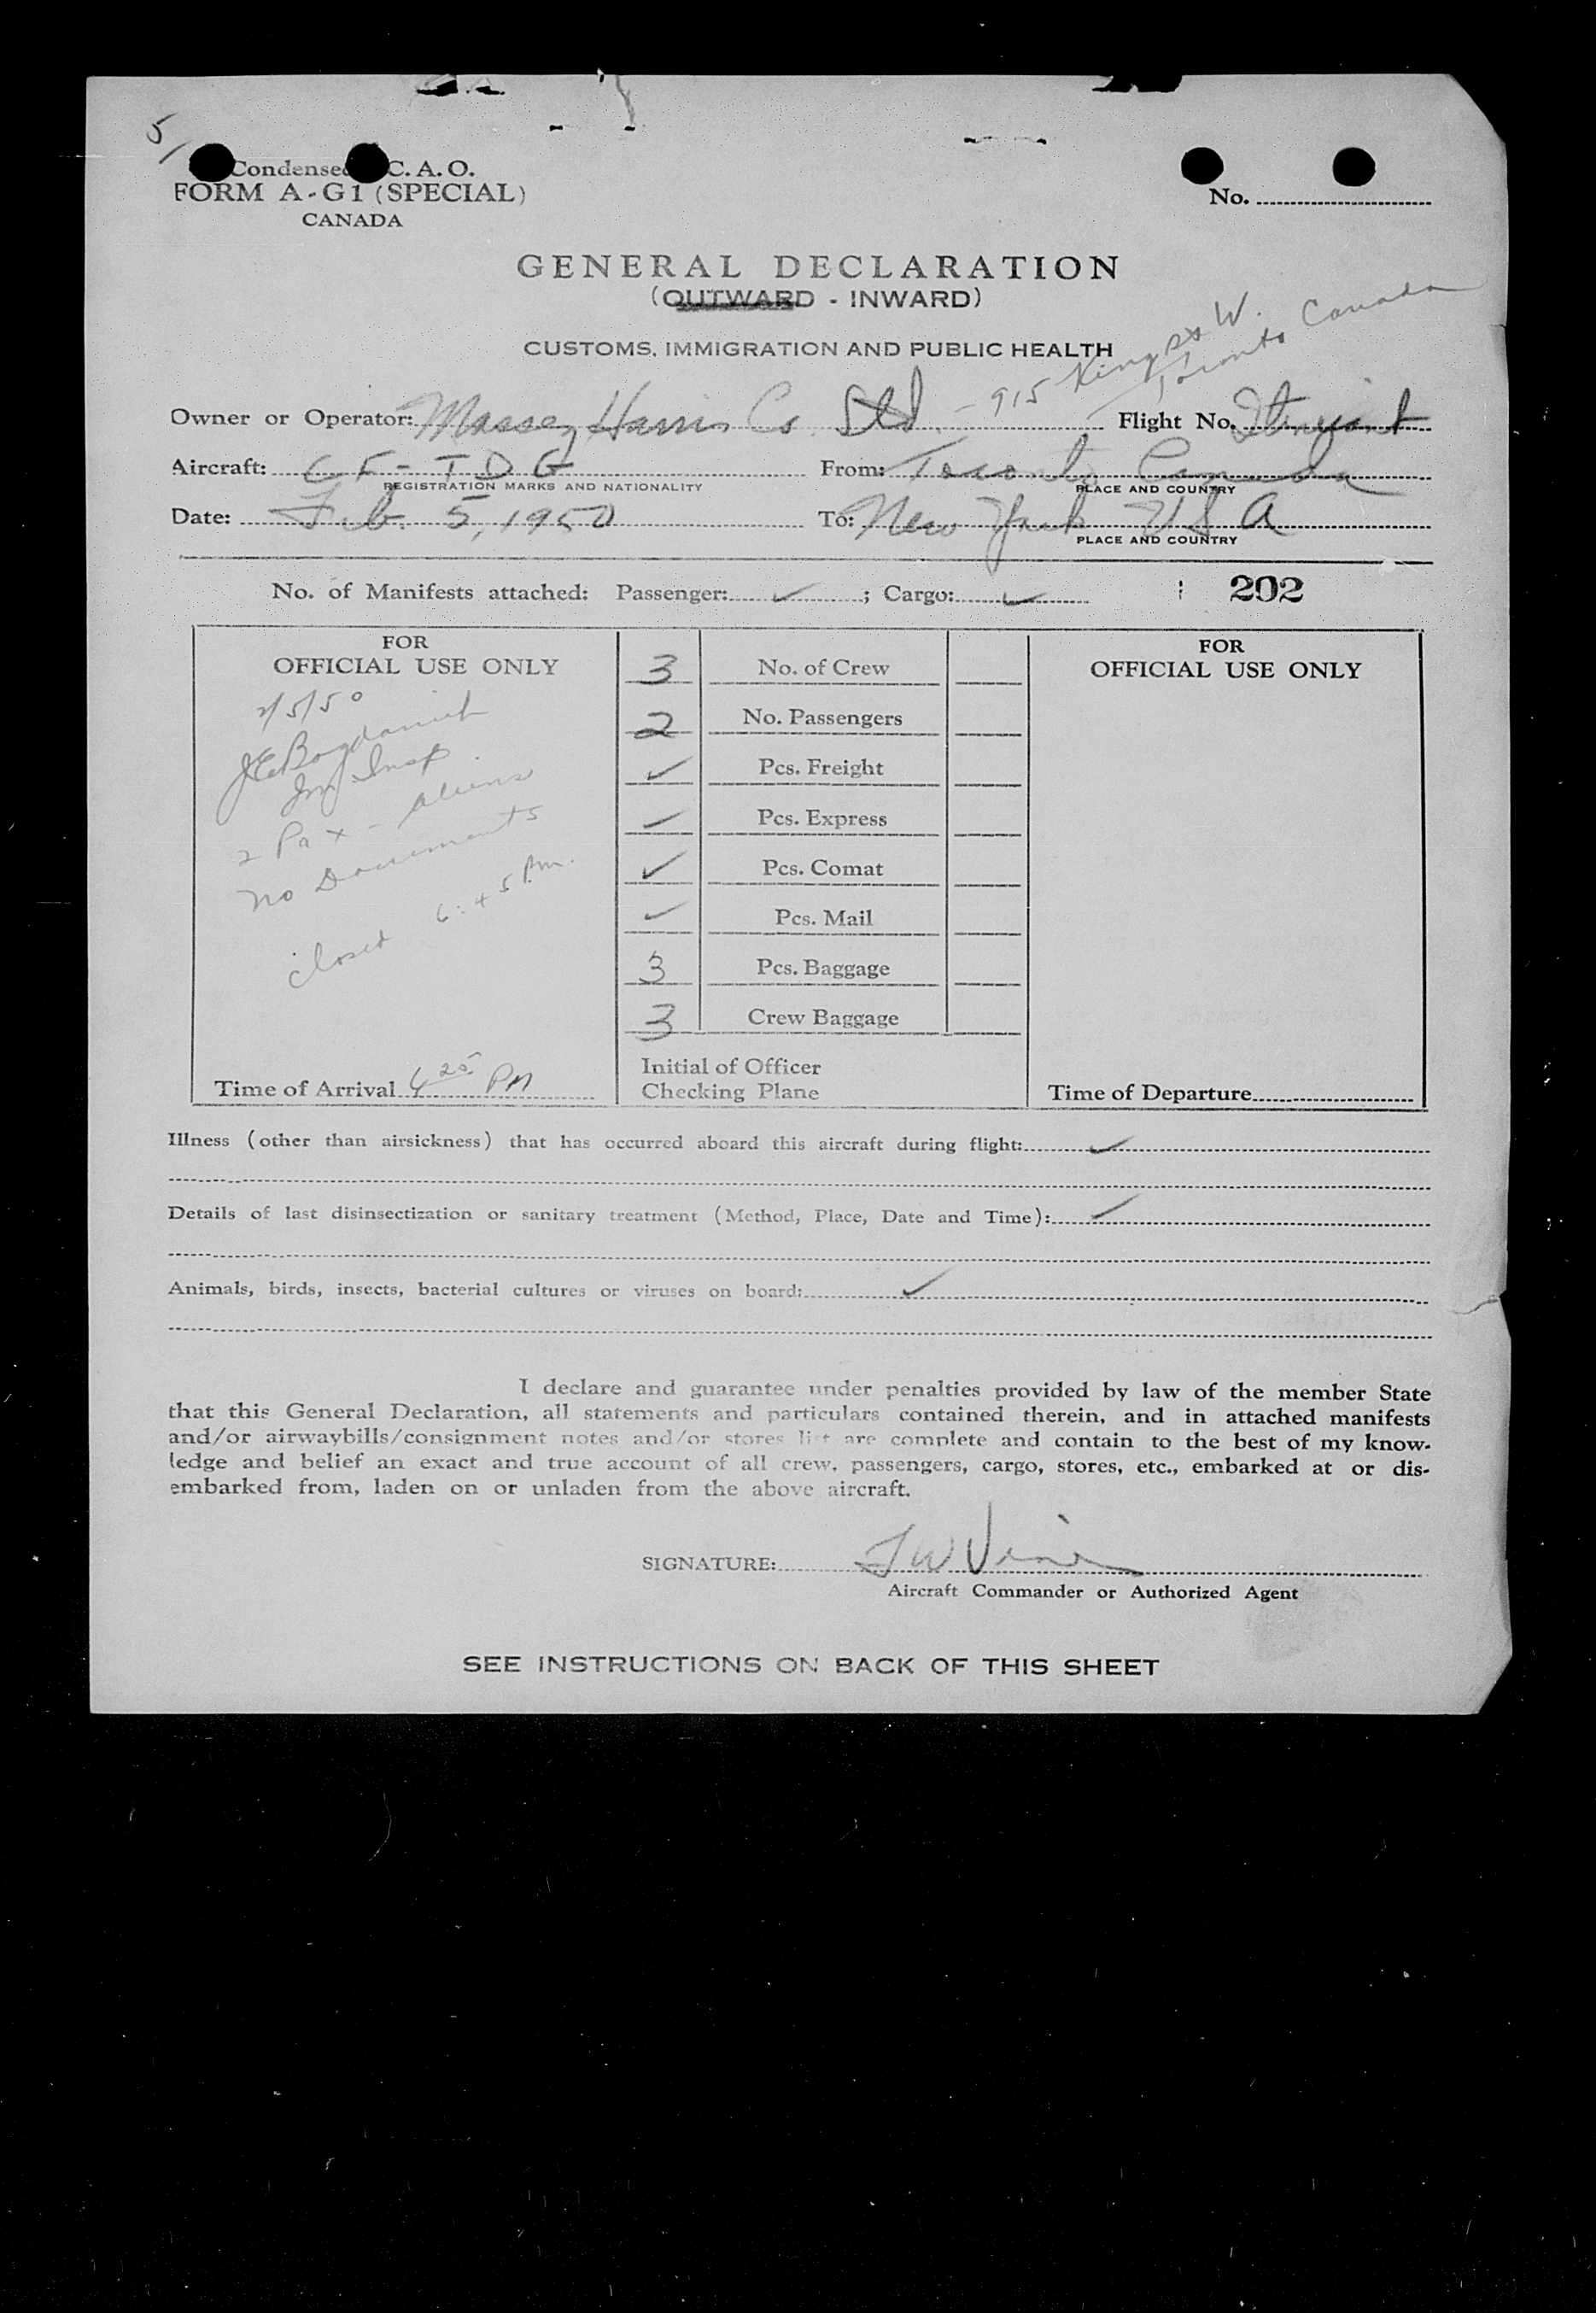 5/
Condensed C. A. O.
FORM A-G1 (SPECIAL)
CANADA
No.
GENERAL DECLARATION
(OUTWARD - INWARD)
CUSTOMS, IMMIGRATION AND PUBLIC HEALTH
915 King St W.
Toronto Canada
Owner or Operator: Massey Harris Co. Ltd. - Flight No. Itinerant
Aircraft: CF-TDG From: Toronto Canada
REGISTRATION MARKS AND NATIONALITY PLACE AND COUNTRY
Date: Feb. 5, 1950 To: New York USA
PLACE AND COUNTRY
No. of Manifests attached: Passenger: ✓ ; Cargo: ✓ 202
FOR
OFFICIAL USE ONLY
2/5/50
JE Bogdanich
Im Insp
2 Pax - aliens
No Documents
closed 6:45 Pm.
Time of Arrival 6 25 PM
3 No. of Crew
2 No. Passengers
✓ Pcs. Freight
✓ Pcs. Express
✓ Pcs. Comat
✓ Pcs. Mail
3 Pcs. Baggage
3 Crew Baggage
Initial of Officer
Checking Plane
FOR
OFFICIAL USE ONLY
Time of Departure
Illness (other than airsickness) that has occurred aboard this aircraft during flight: ✓
Details of last disinsectization or sanitary treatment (Method, Place, Date and Time): ✓
Animals, birds, insects, bacterial cultures or viruses on board: ✓
I declare and guarantee under penalties provided by law of the member State
that this General Declaration, all statements and particulars contained therein, and in attached manifests
and/or airwaybills/consignment notes and/or stores list are complete and contain to the best of my know-
ledge and belief an exact and true account of all crew, passengers, cargo, stores, etc., embarked at or dis-
embarked from, laden on or unladen from the above aircraft.
SIGNATURE: J W
Aircraft Commander or Authorized Agent
SEE INSTRUCTIONS ON BACK OF THIS SHEET